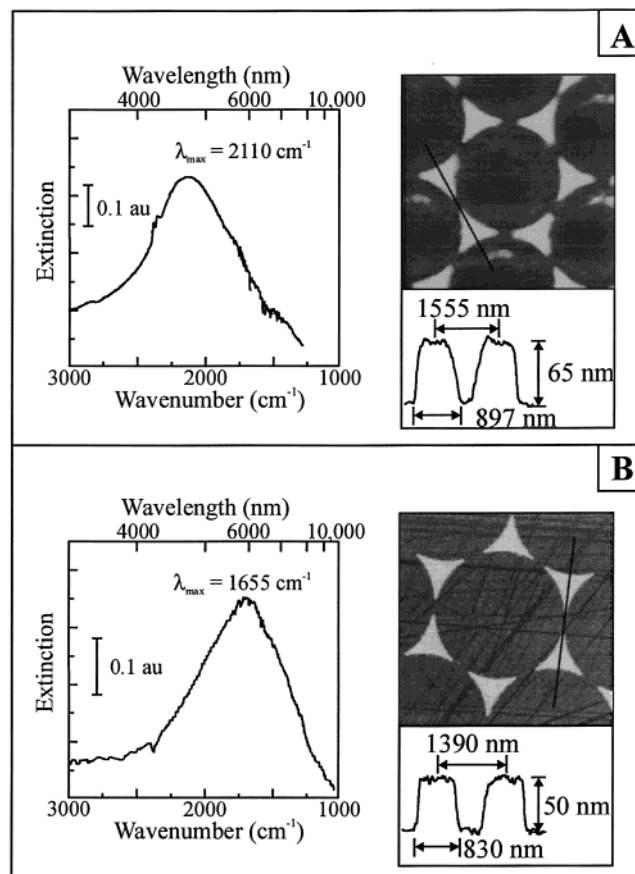 A
Wavelength (nm)
4000 6000 10,000
λmax = 2110 cm-1
0.1 au
Extinction
3000 2000 1000
Wavenumber (cm-1)
1555 nm
65 nm
897 nm
B
Wavelength (nm)
4000 6000 10,000
λmax = 1655 cm-1
0.1 au
Extinction
3000 2000 1000
Wavenumber (cm-1)
1390 nm
50 nm
830 nm